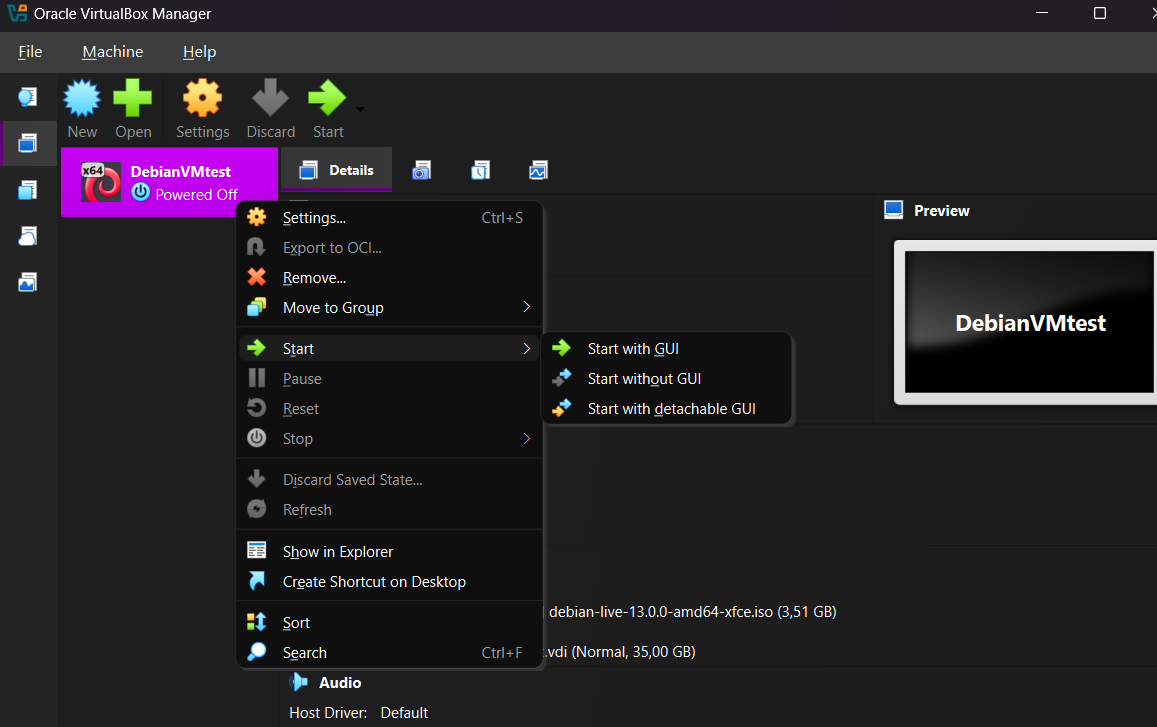 Oracle VirtualBox Manager
File Machine Help
New Open Settings Discard Start
x64 DebianVMtest
Powered Off
Details
Preview
DebianVMtest
Settings... Ctrl+S
Export to OCI...
Remove...
Move to Group
Start
Pause
Reset
Stop
Discard Saved State...
Refresh
Show in Explorer
Create Shortcut on Desktop
Sort
Search Ctrl+F
Start with GUI
Start without GUI
Start with detachable GUI
debian-live-13.0.0-amd64-xfce.iso (3,51 GB)
.vdi (Normal, 35,00 GB)
Audio
Host Driver: Default